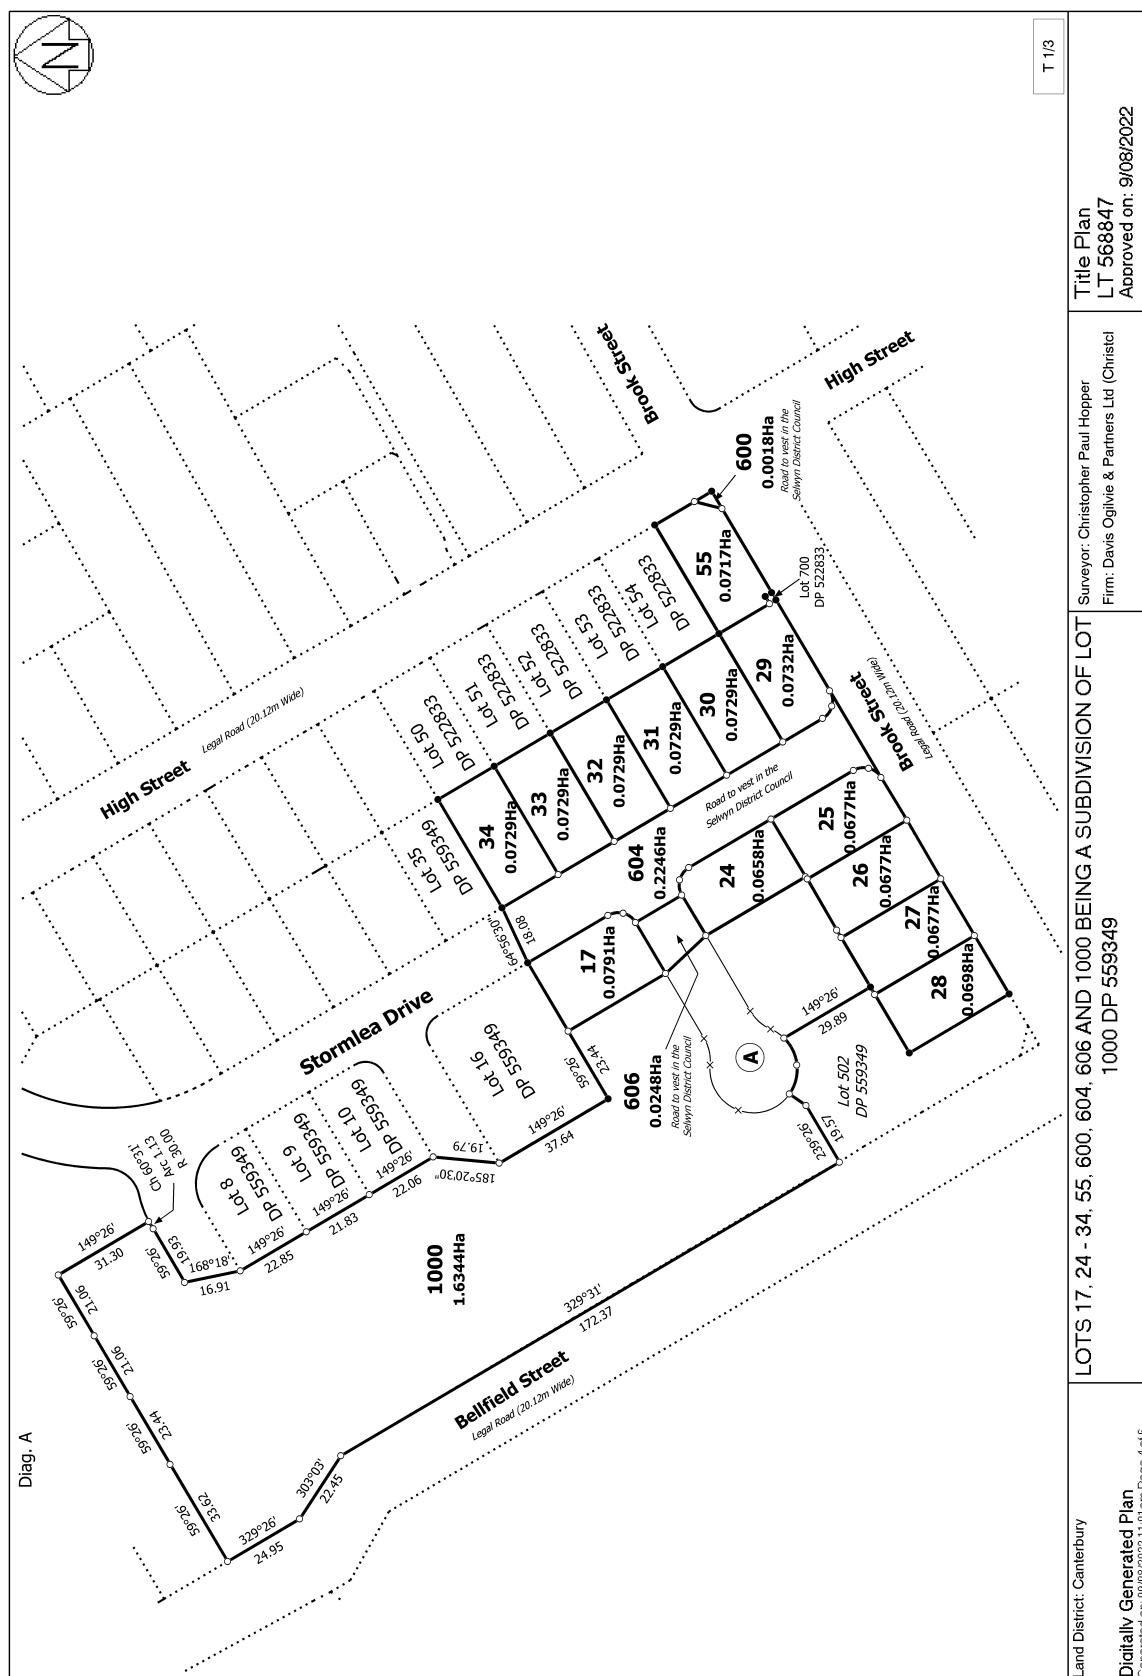 Diag. A
T 1/3
N
59°26'
33.62
59°26'
23.44
59°26'
21.06
59°26'
21.06
149°26'
31.30
Ch 60°31'
Arc 1.13
R 30.00
59°26'
19.93
168°18'
16.91
149°26'
22.85
149°26'
21.83
149°26'
22.06
185°20'30"
19.79
149°26'
37.64
59°26'
23.44
64°56'30"
18.08
329°26'
24.95
303°03'
22.45
329°31'
172.37
239°26'
19.57
149°26'
29.89
1000
1.6344Ha
Bellfield Street
Legal Road (20.12m Wide)
Stormlea Drive
High Street
Legal Road (20.12m Wide)
Brook Street
High Street
Brook Street
Legal Road (20.12m Wide)
Lot 8
DP 559349
Lot 9
DP 559349
Lot 10
DP 559349
Lot 16
DP 559349
Lot 35
DP 559349
Lot 50
DP 522833
Lot 51
DP 522833
Lot 52
DP 522833
Lot 53
DP 522833
Lot 54
DP 522833
34
0.0729Ha
33
0.0729Ha
32
0.0729Ha
31
0.0729Ha
30
0.0729Ha
29
0.0732Ha
55
0.0717Ha
600
0.0018Ha
Road to vest in the
Selwyn District Council
Lot 700
DP 522833
604
0.2246Ha
Road to vest in the
Selwyn District Council
17
0.0791Ha
606
0.0248Ha
Road to vest in the
Selwyn District Council
A
Lot 502
DP 559349
24
0.0658Ha
25
0.0677Ha
26
0.0677Ha
27
0.0677Ha
28
0.0698Ha
Land District: Canterbury
Digitally Generated Plan
LOTS 17, 24 - 34, 55, 600, 604, 606 AND 1000 BEING A SUBDIVISION OF LOT
1000 DP 559349
Surveyor: Christopher Paul Hopper
Firm: Davis Ogilvie & Partners Ltd (Christcl
Title Plan
LT 568847
Approved on: 9/08/2022